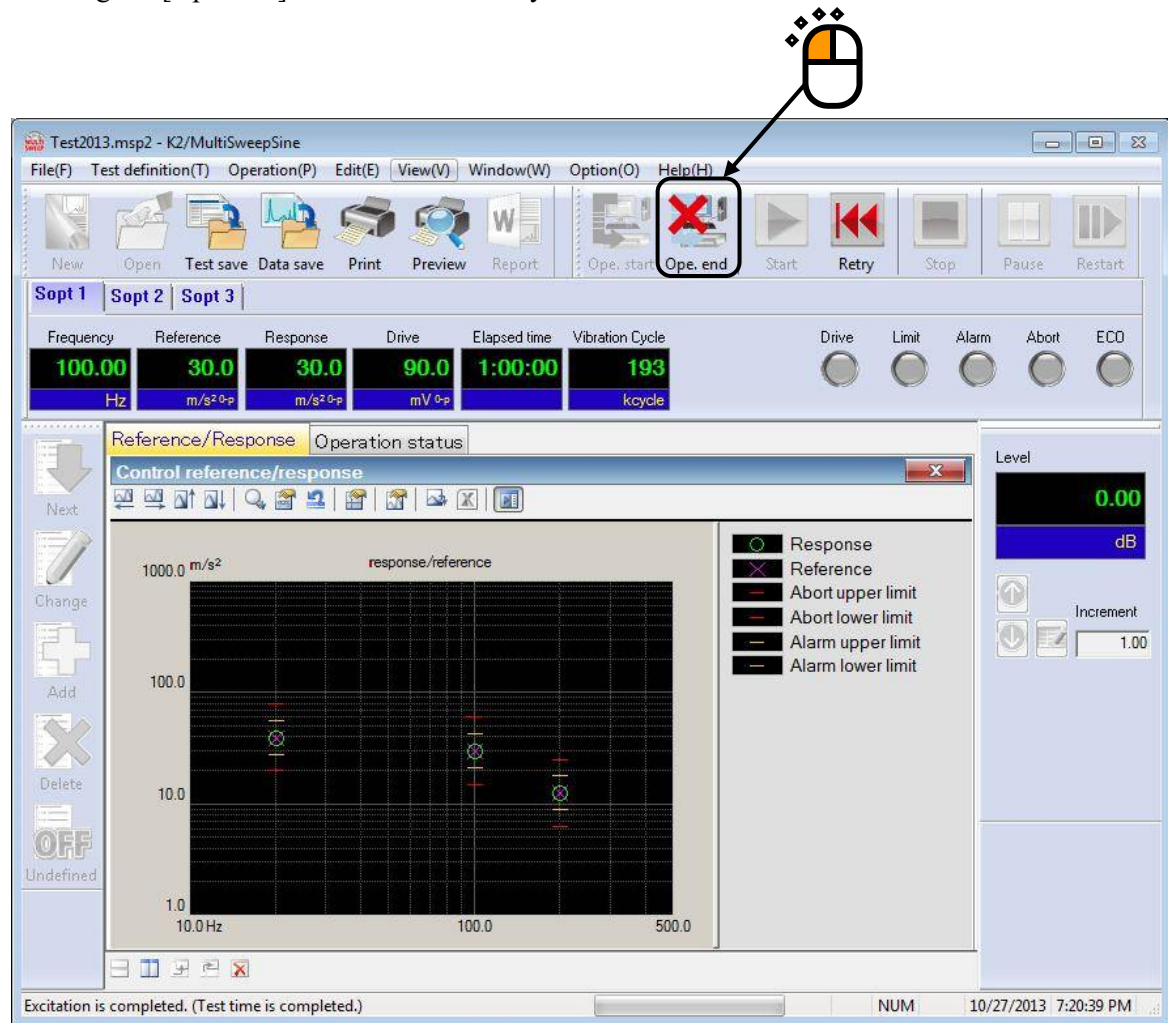 Test2013.msp2 - K2/MultiSweepSine
File(F) Test definition(T) Operation(P) Edit(E) View(V) Window(W) Option(O) Help(H)
New Open Test save Data save Print Preview Report Ope. start Ope. end Start Retry Stop Pause Restart
Sopt 1 Sopt 2 Sopt 3
Frequency Reference Response Drive Elapsed time Vibration Cycle Drive Limit Alarm Abort ECO
100.00 30.0 30.0 90.0 1:00:00 193
Hz m/s² 0-p m/s² 0-p mV 0-p kcycle
Reference/Response Operation status
Control reference/response
Next
Change
Add
Delete
OFF
Undefined
1000.0 m/s² response/reference
100.0
10.0
1.0
10.0 Hz 100.0 500.0
Response
Reference
Abort upper limit
Abort lower limit
Alarm upper limit
Alarm lower limit
Level
0.00
dB
Increment
1.00
Excitation is completed. (Test time is completed.) NUM 10/27/2013 7:20:39 PM